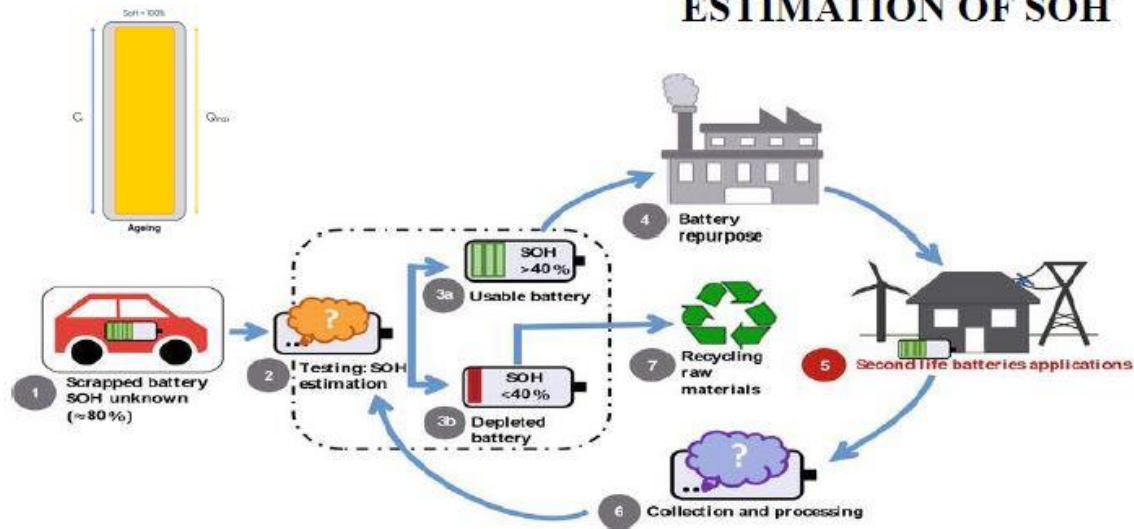 ESTIMATION OF SOH
SoH = 100%
Qmax
Ageing
SOH
>40%
3a Usable battery
4 Battery
repurpose
1 Scrapped battery
SOH unknown
(≈80%)
?
2 Testing: SOH
estimation
SOH
<40%
3b Depleted
battery
7 Recycling
raw
materials
5 Second life batteries applications
?
6 Collection and processing